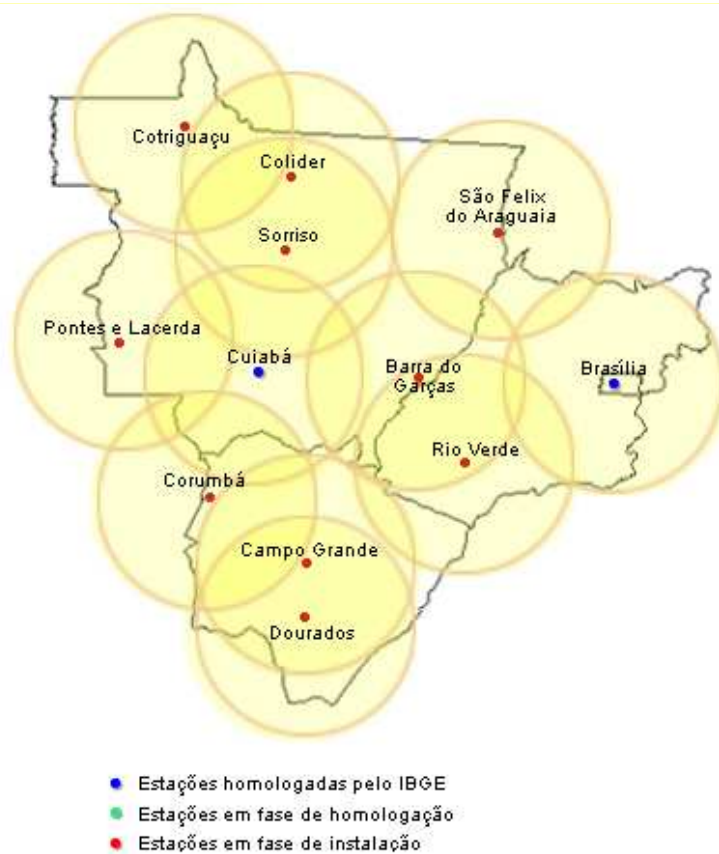 Cotriguaçu
Colider
São Felix
do Araguaia
Sorriso
Pontes e Lacerda
Cuiabá
Barra do
Garças
Brasília
Rio Verde
Corumbá
Campo Grande
Dourados
Estações homologadas pelo IBGE
Estações em fase de homologação
Estações em fase de instalação